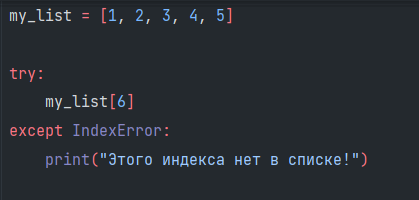 my_list = [1, 2, 3, 4, 5]
try:
    my_list[6]
except IndexError:
    print("Этого индекса нет в списке!")